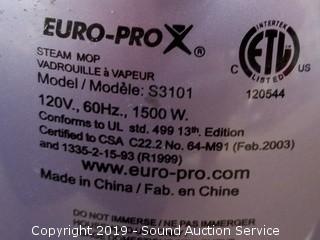 EURO-PRO X®
STEAM MOP
VADROUILLE à VAPEUR
Model / Modèle: S3101
120V., 60Hz., 1500 W.
Conforms to UL std. 499 13th. Edition
Certified to CSA C22.2 No. 64-M91 (Feb.2003)
and 1335-2-15-93 (R1999)
www.euro-pro.com
Made in China / Fab. en Chine
INTERTEK
ETL
C LISTED US
120544
DO NOT IMMERSE / NE PAS IMMERGER
Copyright 2019 - Sound Auction Service